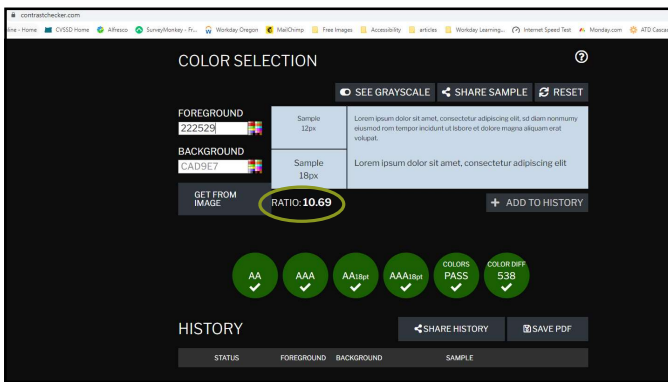 contrastchecker.com
line - Home CVSSD Home Alfresco SurveyMonkey - Fr... Workday Oregon MailChimp Free Images Accessibility articles Workday Learning... Internet Speed Test Monday.com ATD Cascad
COLOR SELECTION
SEE GRAYSCALE SHARE SAMPLE RESET
FOREGROUND
222529
BACKGROUND
CAD9E7
GET FROM
IMAGE
Sample
12px
Lorem ipsum dolor sit amet, consectetur adipiscing elit, sd diam nonmumy
eiusmod rom tempor incidunt ut lsbore et dolore magna aliquam erat
volupat.
Sample
18px
Lorem ipsum dolor sit amet, consectetur adipiscing elit
RATIO: 10.69
+ ADD TO HISTORY
AA
AAA
AA18pt
AAA18pt
COLORS
PASS
COLOR DIFF
538
HISTORY
SHARE HISTORY SAVE PDF
STATUS FOREGROUND BACKGROUND SAMPLE